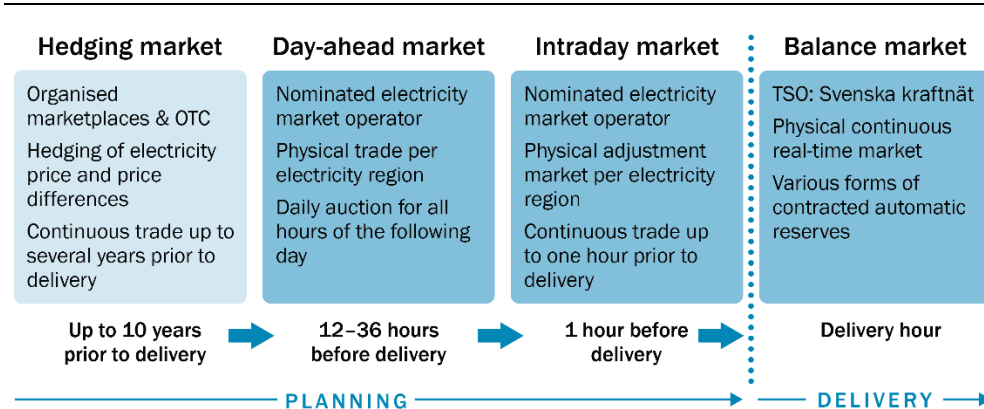 Hedging market
Organised
marketplaces & OTC
Hedging of electricity
price and price
differences
Continuous trade up to
several years prior to
delivery
Up to 10 years
prior to delivery
Day-ahead market
Nominated electricity
market operator
Physical trade per
electricity region
Daily auction for all
hours of the following
day
12–36 hours
before delivery
Intraday market
Nominated electricity
market operator
Physical adjustment
market per electricity
region
Continuous trade up
to one hour prior to
delivery
1 hour before
delivery
Balance market
TSO: Svenska kraftnät
Physical continuous
real-time market
Various forms of
contracted automatic
reserves
Delivery hour
PLANNING
DELIVERY